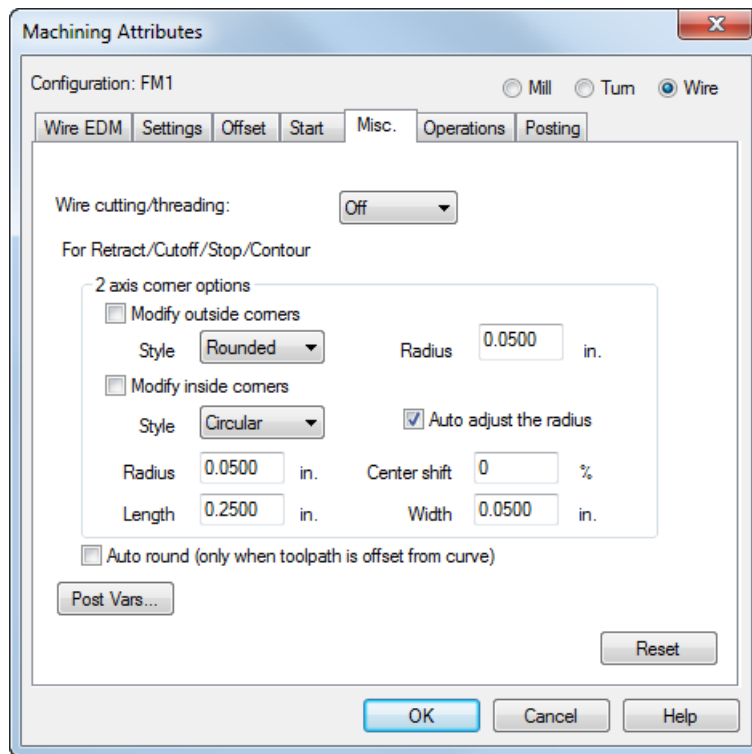 Machining Attributes
Configuration: FM1 Mill Turn Wire
Wire EDM Settings Offset Start Misc. Operations Posting
Wire cutting/threading: Off
For Retract/Cutoff/Stop/Contour
2 axis corner options
Modify outside corners
Style Rounded Radius 0.0500 in.
Modify inside corners
Style Circular Auto adjust the radius
Radius 0.0500 in. Center shift 0 %
Length 0.2500 in. Width 0.0500 in.
Auto round (only when toolpath is offset from curve)
Post Vars...
Reset
OK Cancel Help